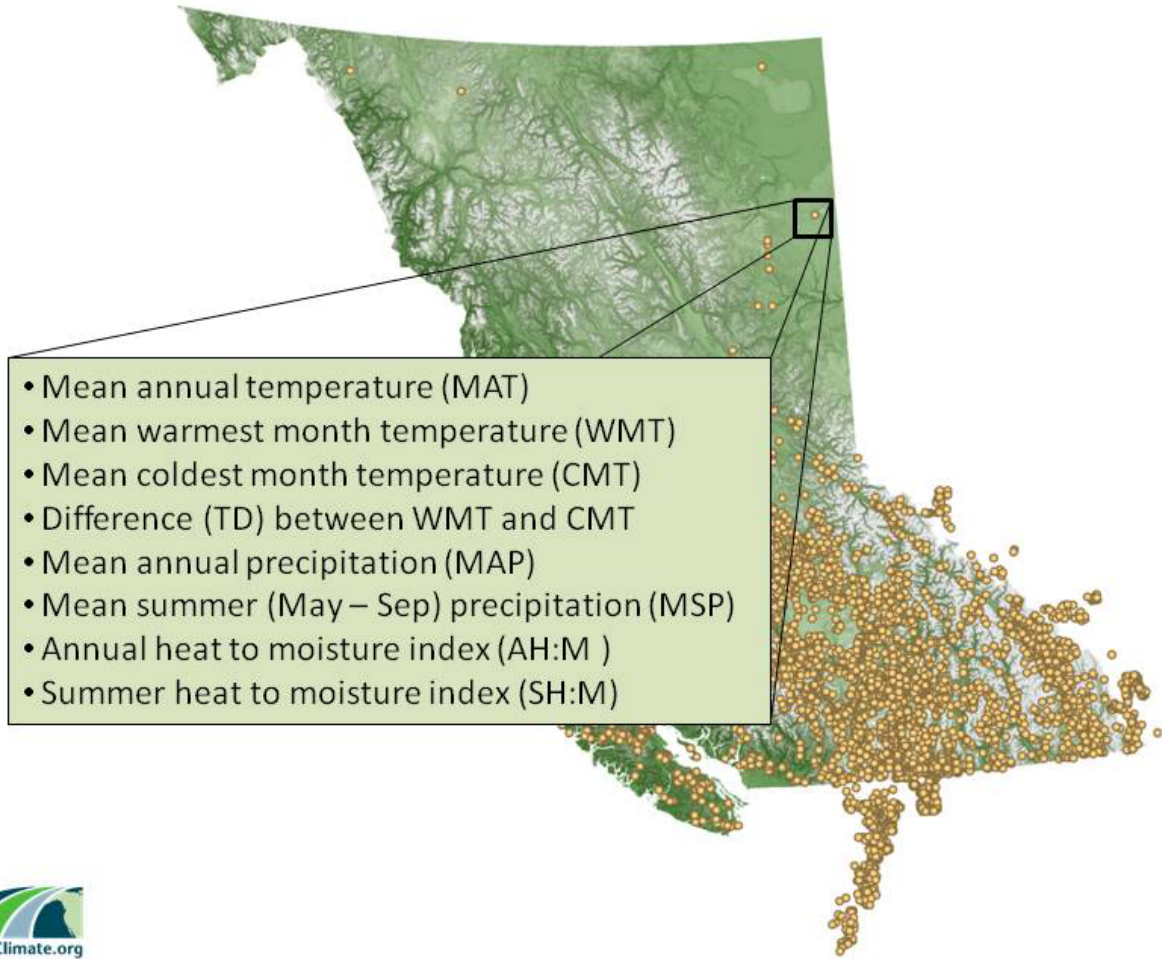 • Mean annual temperature (MAT)
• Mean warmest month temperature (WMT)
• Mean coldest month temperature (CMT)
• Difference (TD) between WMT and CMT
• Mean annual precipitation (MAP)
• Mean summer (May – Sep) precipitation (MSP)
• Annual heat to moisture index (AH:M )
• Summer heat to moisture index (SH:M)
Climate.org